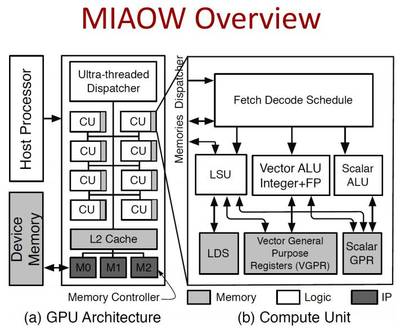 MIAOW Overview
Host Processor
Device
Memory
Ultra-threaded
Dispatcher
CU
CU
CU
CU
CU
CU
CU
CU
L2 Cache
M0
M1
M2
Memory Controller
(a) GPU Architecture
Memories
Dispatcher
Fetch Decode Schedule
LSU
Vector ALU
Integer+FP
Scalar
ALU
LDS
Vector General
Purpose
Registers (VGPR)
Scalar
GPR
Memory
Logic
IP
(b) Compute Unit